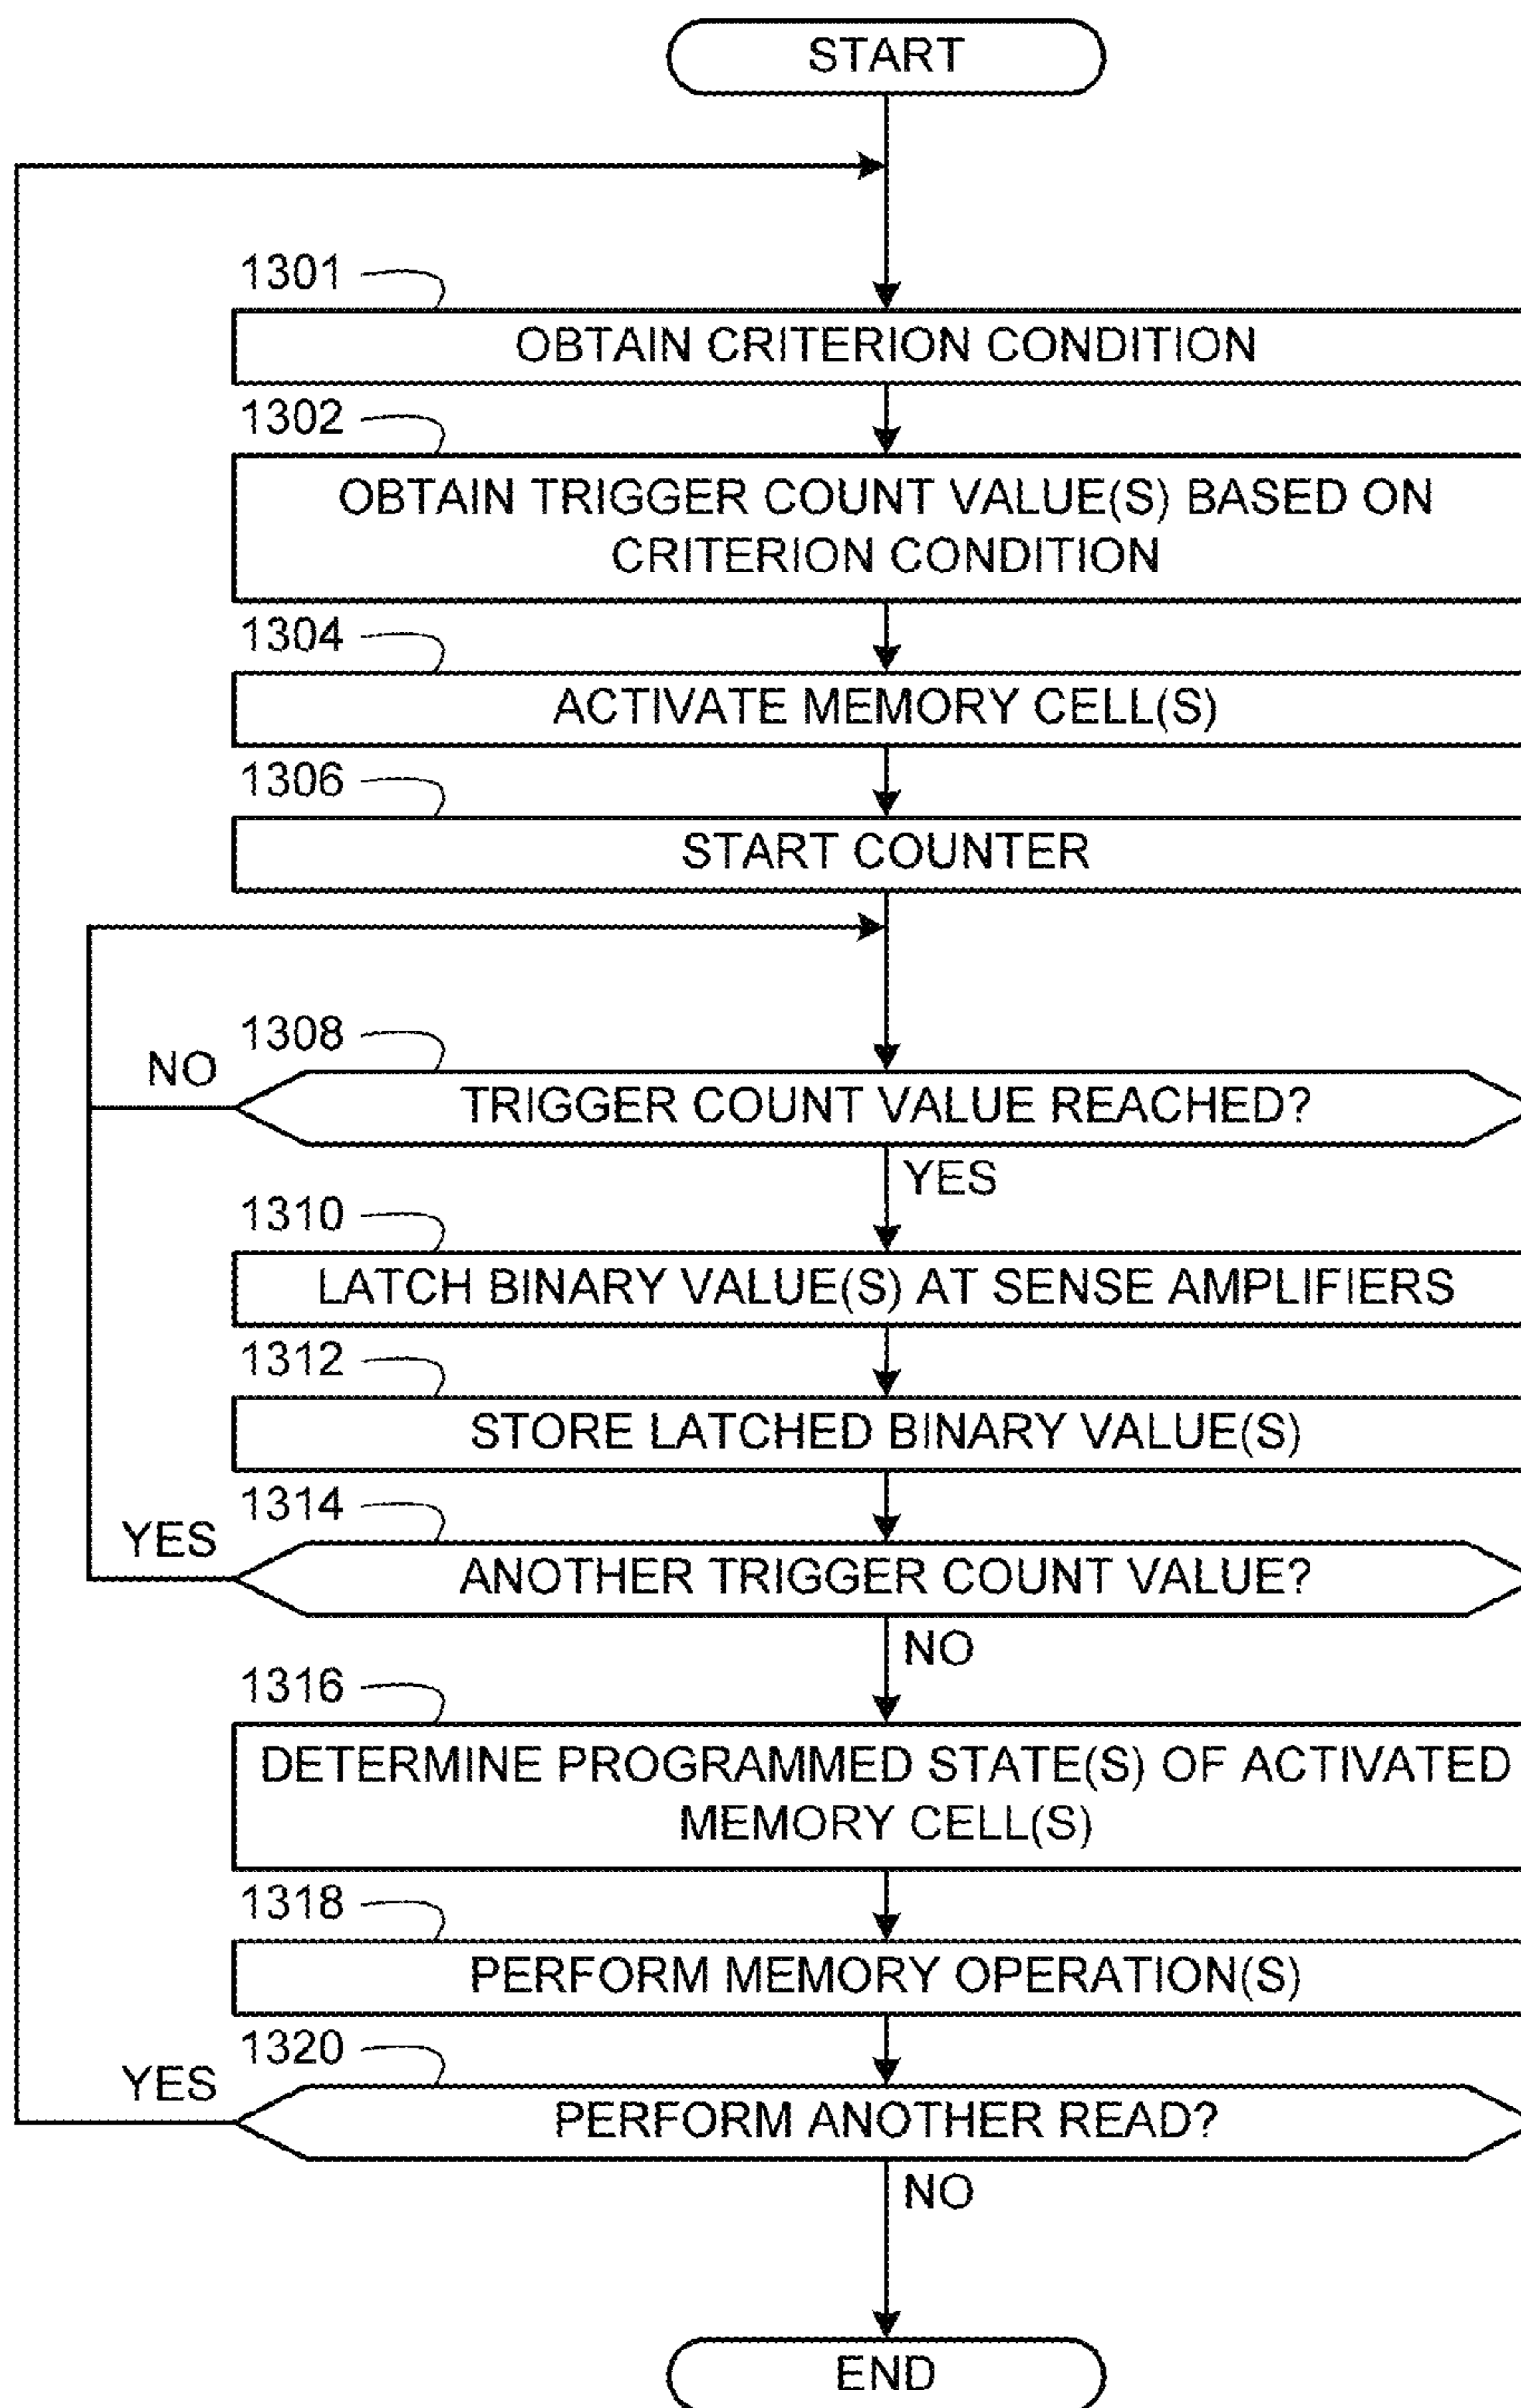 START
1301
OBTAIN CRITERION CONDITION
1302
OBTAIN TRIGGER COUNT VALUE(S) BASED ON
CRITERION CONDITION
1304
ACTIVATE MEMORY CELL(S)
1306
START COUNTER
1308
NO
TRIGGER COUNT VALUE REACHED?
YES
1310
LATCH BINARY VALUE(S) AT SENSE AMPLIFIERS
1312
STORE LATCHED BINARY VALUE(S)
1314
YES
ANOTHER TRIGGER COUNT VALUE?
NO
1316
DETERMINE PROGRAMMED STATE(S) OF ACTIVATED
MEMORY CELL(S)
1318
PERFORM MEMORY OPERATION(S)
1320
YES
PERFORM ANOTHER READ?
NO
END